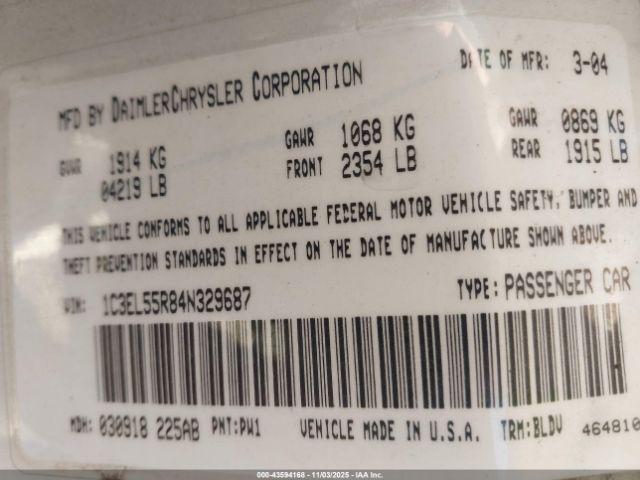 MFD BY DAIMLERCHRYSLER CORPORATION DATE OF MFR: 3-04
GVWR 1914 KG GAWR 1068 KG GAWR 0869 KG
04219 LB FRONT 2354 LB REAR 1915 LB
THIS VEHICLE CONFORMS TO ALL APPLICABLE FEDERAL MOTOR VEHICLE SAFETY, BUMPER AND
THEFT PREVENTION STANDARDS IN EFFECT ON THE DATE OF MANUFACTURE SHOWN ABOVE.
VIN: 1C3EL55R84N329687 TYPE: PASSENGER CAR
MDH: 030918 225AB PNT: PW1 VEHICLE MADE IN U.S.A. TRM: BLDV 464810
000-43594168 - 11/03/2025 - IAA Inc.